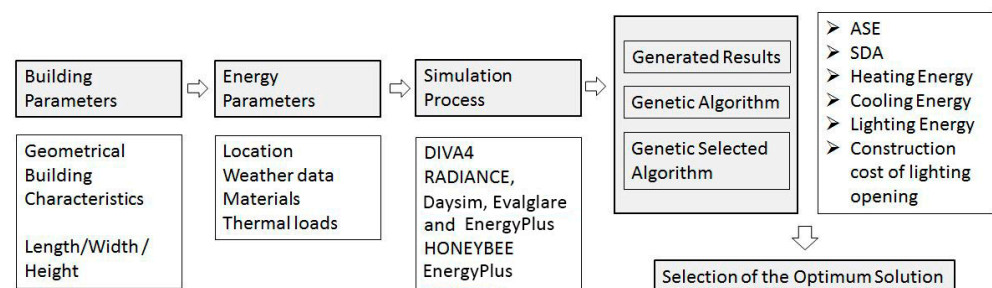 Building
Parameters
Geometrical
Building
Characteristics
Length/Width /
Height
Energy
Parameters
Location
Weather data
Materials
Thermal loads
Simulation
Process
DIVA4
RADIANCE,
Daysim, Evalglare
and EnergyPlus
HONEYBEE
EnergyPlus
Generated Results
Genetic Algorithm
Genetic Selected
Algorithm
➢ ASE
➢ SDA
➢ Heating Energy
➢ Cooling Energy
➢ Lighting Energy
➢ Construction
cost of lighting
opening
Selection of the Optimum Solution